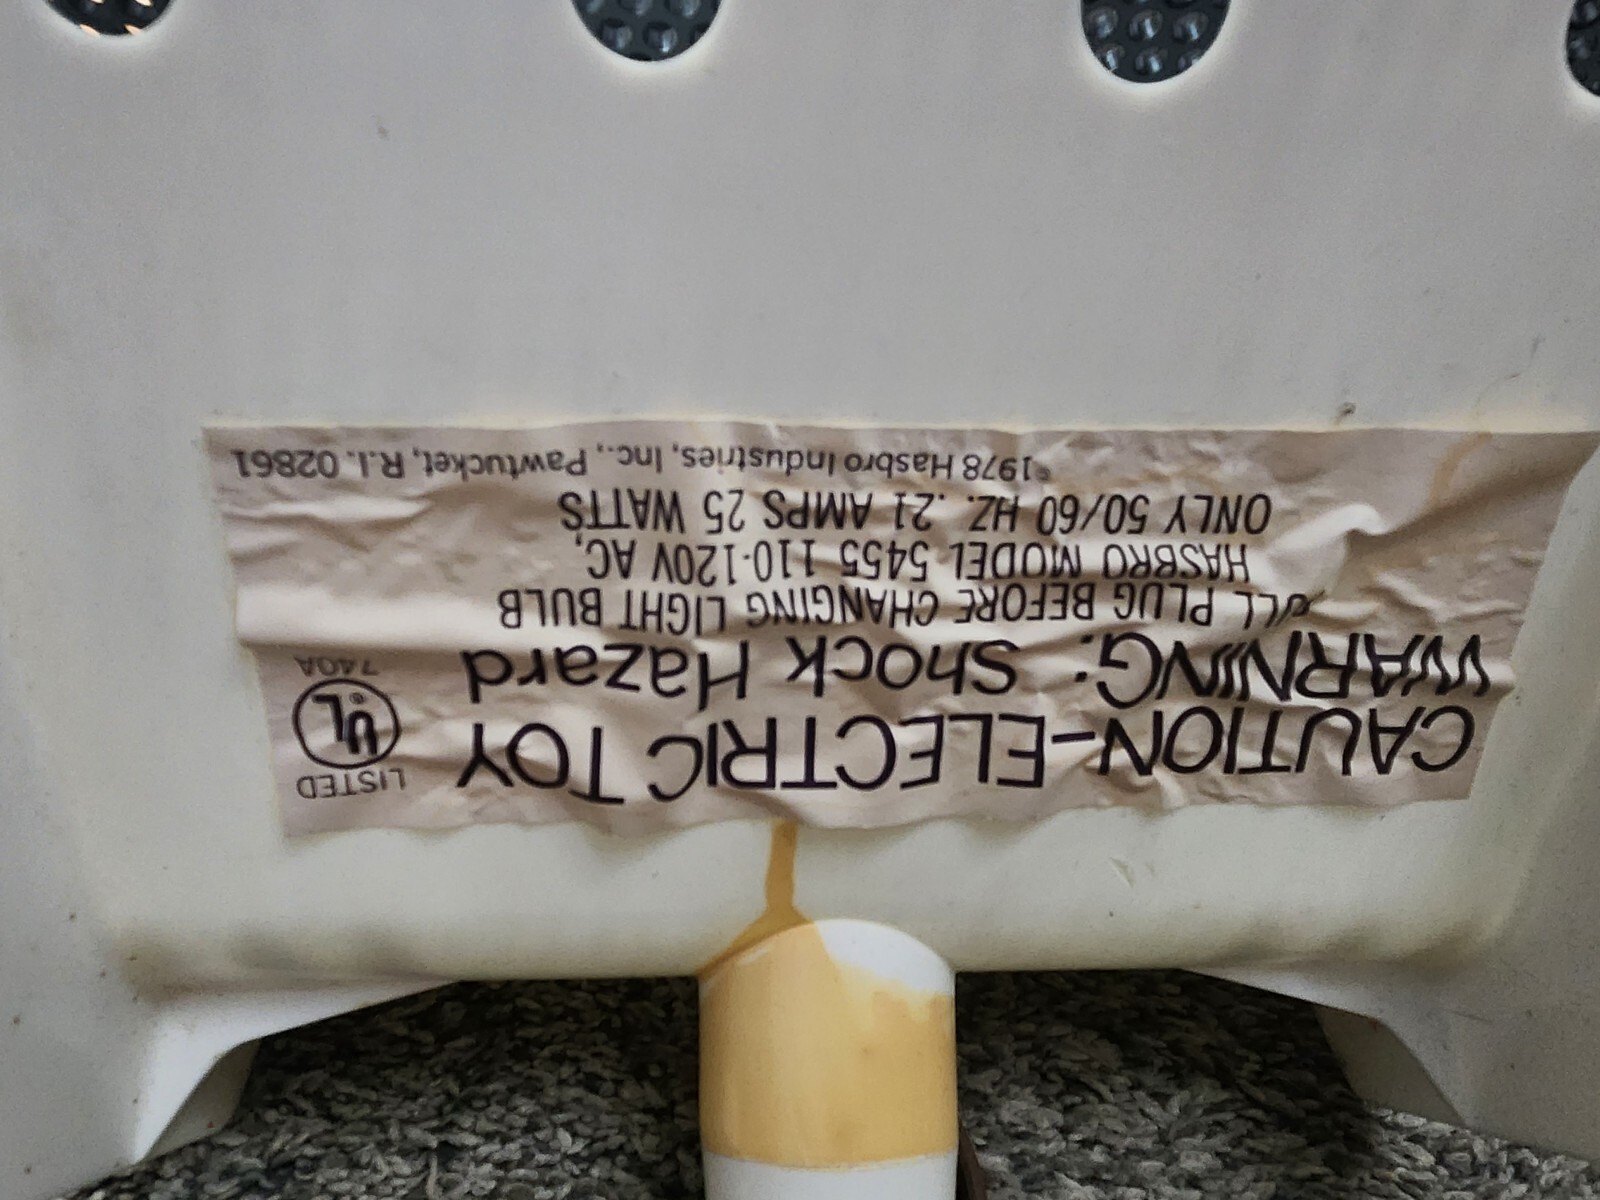 CAUTION-ELECTRIC TOY
WARNING: Shock Hazard
PULL PLUG BEFORE CHANGING LIGHT BULB
HASBRO MODEL 5455 110-120V AC,
ONLY 50/60 HZ. .21 AMPS 25 WATTS
©1978 Hasbro Industries, Inc., Pawtucket, R.I. 02861
LISTED
UL ®
740A